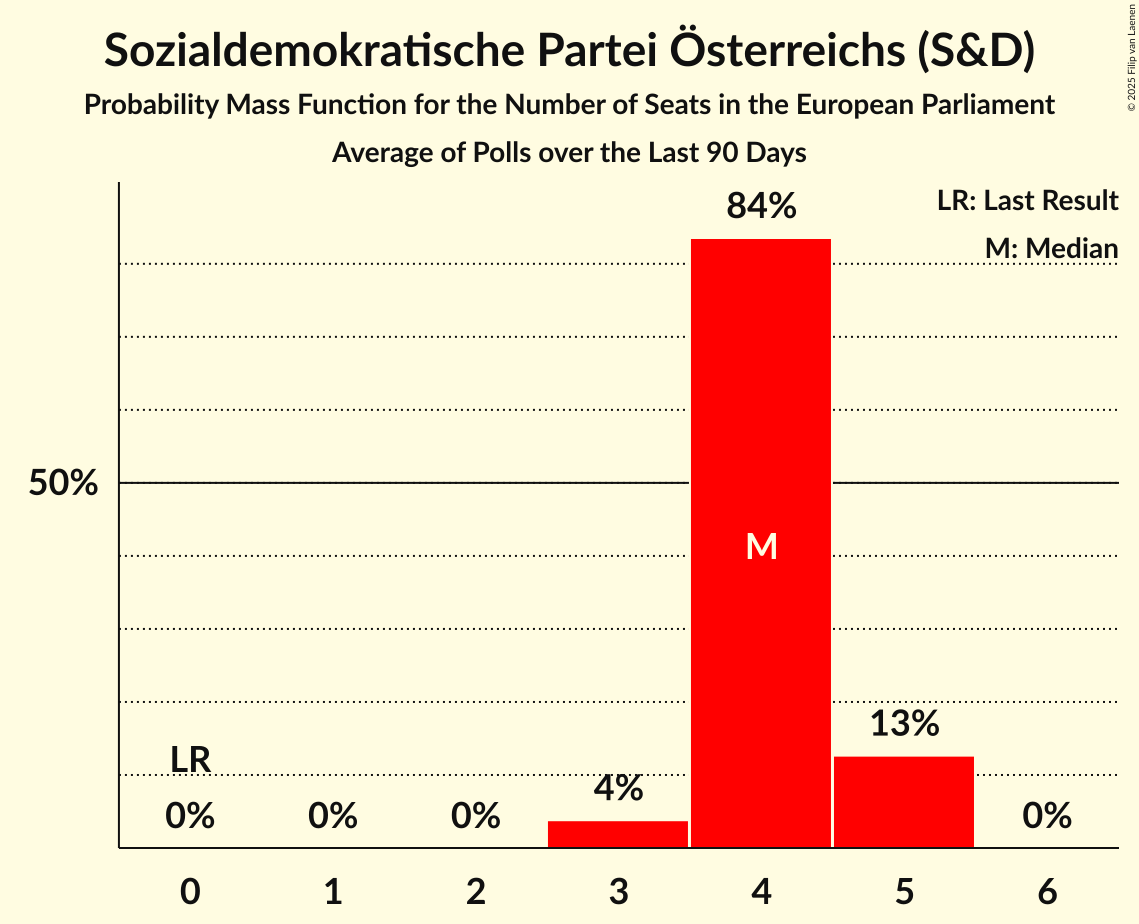 Sozialdemokratische Partei Österreichs (S&D)
Probability Mass Function for the Number of Seats in the European Parliament
Average of Polls over the Last 90 Days
© 2025 Filip van Laenen
LR: Last Result
M: Median
84%
50%
M
13%
LR
4%
0% 0% 0% 0%
0 1 2 3 4 5 6